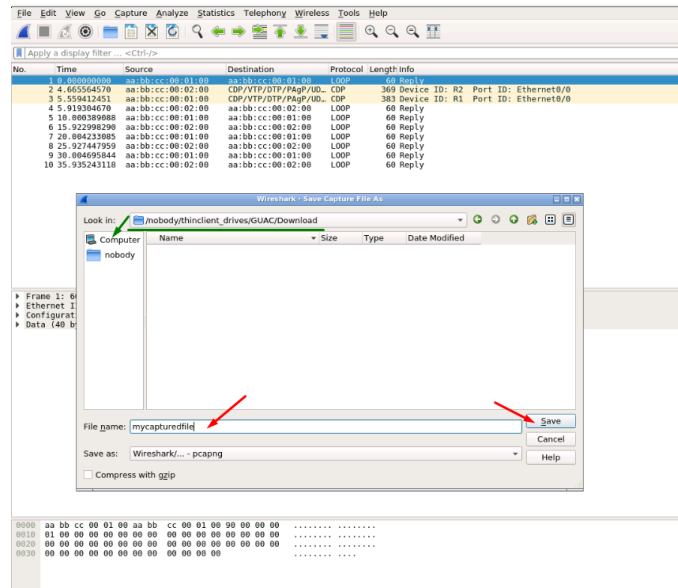 File Edit View Go Capture Analyze Statistics Telephony Wireless Tools Help
Apply a display filter ... <Ctrl-/>
No. Time Source Destination Protocol Length Info
1 0.000000000 aa:bb:cc:00:01:00 aa:bb:cc:00:01:00 LOOP 60 Reply
2 4.665564570 aa:bb:cc:00:02:00 CDP/VTP/DTP/PAgP/UD… CDP 369 Device ID: R2 Port ID: Ethernet0/0
3 5.559412451 aa:bb:cc:00:01:00 CDP/VTP/DTP/PAgP/UD… CDP 383 Device ID: R1 Port ID: Ethernet0/0
4 5.919304670 aa:bb:cc:00:02:00 aa:bb:cc:00:02:00 LOOP 60 Reply
5 10.000389088 aa:bb:cc:00:01:00 aa:bb:cc:00:01:00 LOOP 60 Reply
6 15.922998290 aa:bb:cc:00:02:00 aa:bb:cc:00:02:00 LOOP 60 Reply
7 20.004233085 aa:bb:cc:00:01:00 aa:bb:cc:00:01:00 LOOP 60 Reply
8 25.927447959 aa:bb:cc:00:02:00 aa:bb:cc:00:02:00 LOOP 60 Reply
9 30.004695844 aa:bb:cc:00:01:00 aa:bb:cc:00:01:00 LOOP 60 Reply
10 35.935243118 aa:bb:cc:00:02:00 aa:bb:cc:00:02:00 LOOP 60 Reply
Wireshark · Save Capture File As
Look in: /nobody/thinclient_drives/GUAC/Download
Computer Name Size Type Date Modified
nobody
Frame 1: 6
Ethernet I
Configurat
Data (40 b
File name: mycapturedfile Save
Cancel
Save as: Wireshark/... - pcapng Help
Compress with gzip
0000 aa bb cc 00 01 00 aa bb cc 00 01 00 90 00 00 00 ........ ........
0010 01 00 00 00 00 00 00 00 00 00 00 00 00 00 00 00 ........ ........
0020 00 00 00 00 00 00 00 00 00 00 00 00 00 00 00 00 ........ ........
0030 00 00 00 00 00 00 00 00 00 00 00 00 ........ ....